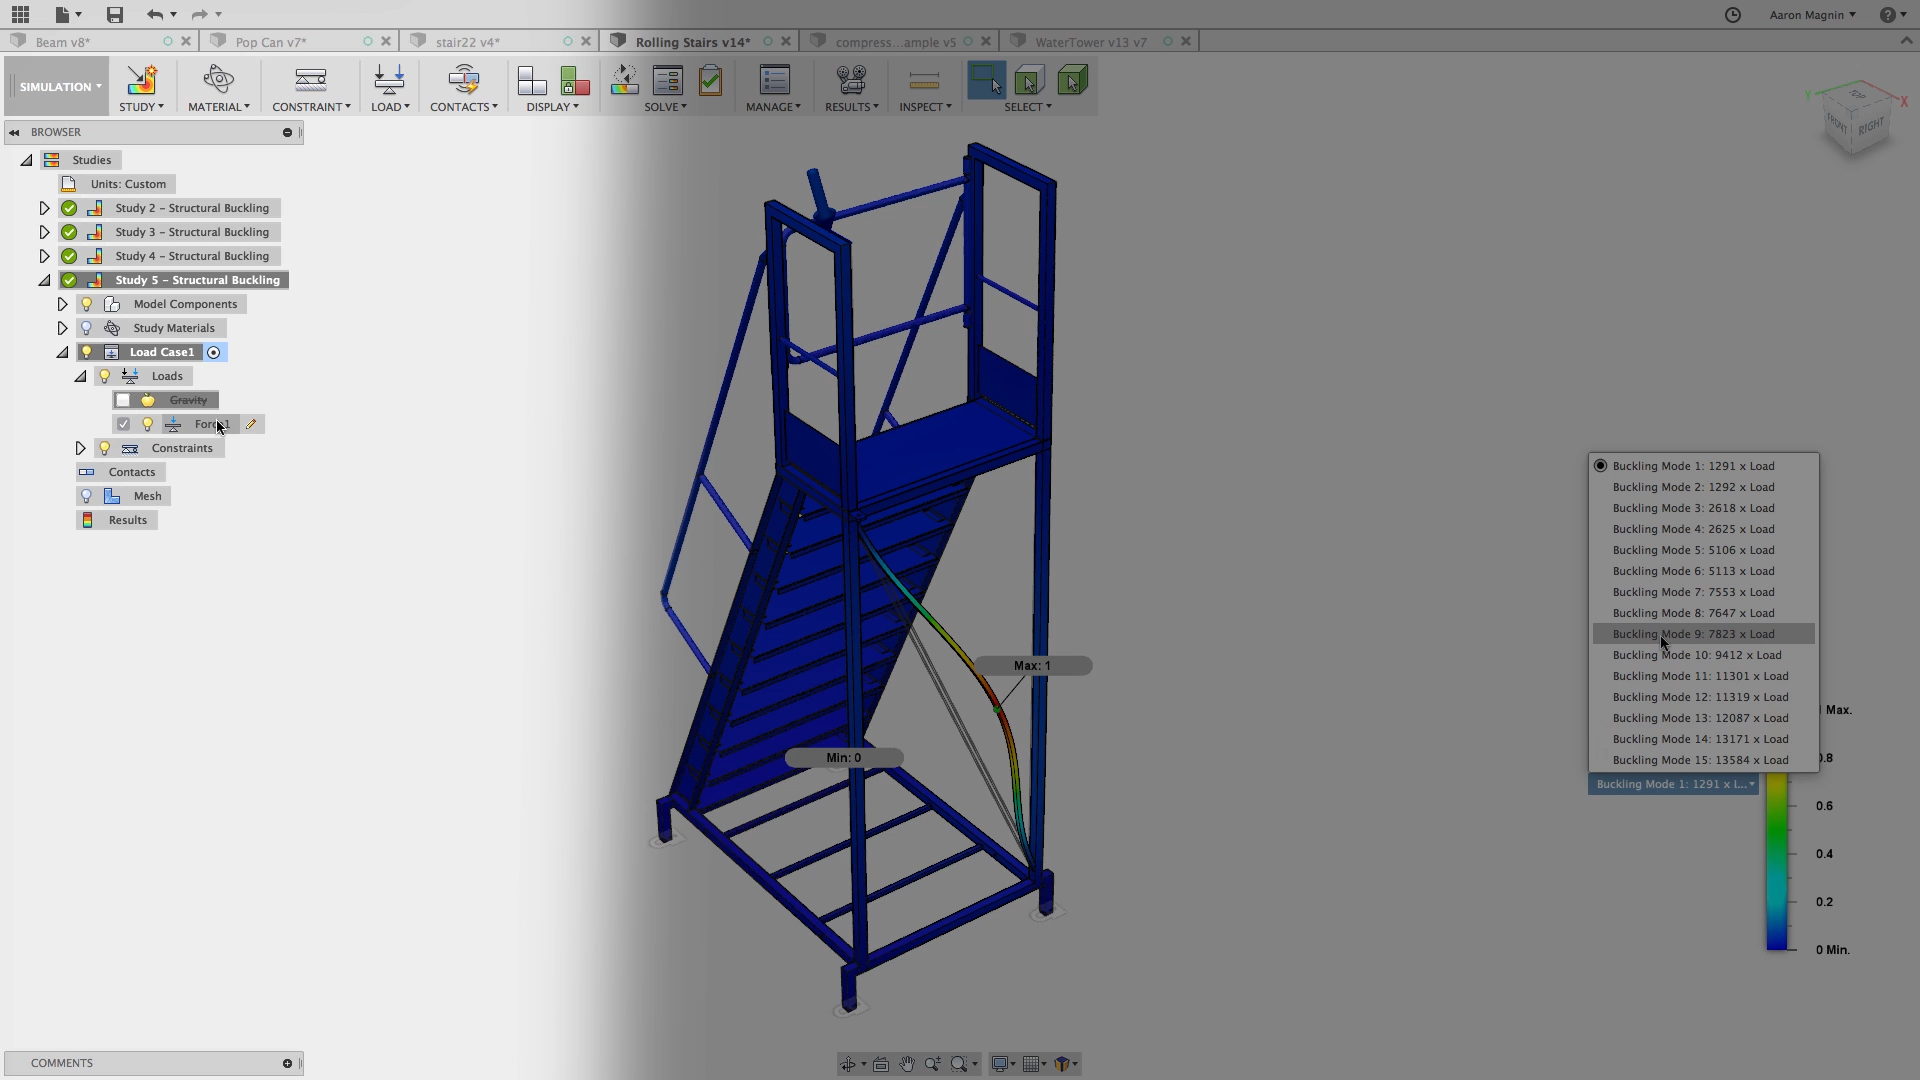 Aaron Magnin
?
Beam v8*
Pop Can v7*
stair22 v4*
Rolling Stairs v14*
compress...ample v5
WaterTower v13 v7
SIMULATION
STUDY
MATERIAL
CONSTRAINT
LOAD
CONTACTS
DISPLAY
SOLVE
MANAGE
RESULTS
INSPECT
SELECT
Y
X
TOP
FRONT
RIGHT
BROWSER
Studies
Units: Custom
Study 2 - Structural Buckling
Study 3 - Structural Buckling
Study 4 - Structural Buckling
Study 5 - Structural Buckling
Model Components
Study Materials
Load Case1
Loads
Gravity
Constraints
Contacts
Mesh
Results
Max: 1
Min: 0
Buckling Mode 1: 1291 x Load
Buckling Mode 2: 1292 x Load
Buckling Mode 3: 2618 x Load
Buckling Mode 4: 2625 x Load
Buckling Mode 5: 5106 x Load
Buckling Mode 6: 5113 x Load
Buckling Mode 7: 7553 x Load
Buckling Mode 8: 7647 x Load
Buckling Mode 9: 7823 x Load
Buckling Mode 10: 9412 x Load
Buckling Mode 11: 11301 x Load
Buckling Mode 12: 11319 x Load
Buckling Mode 13: 12087 x Load
Buckling Mode 14: 13171 x Load
Buckling Mode 15: 13584 x Load
Buckling Mode 1: 1291 x l...
Max.
0.8
0.6
0.4
0.2
0 Min.
COMMENTS